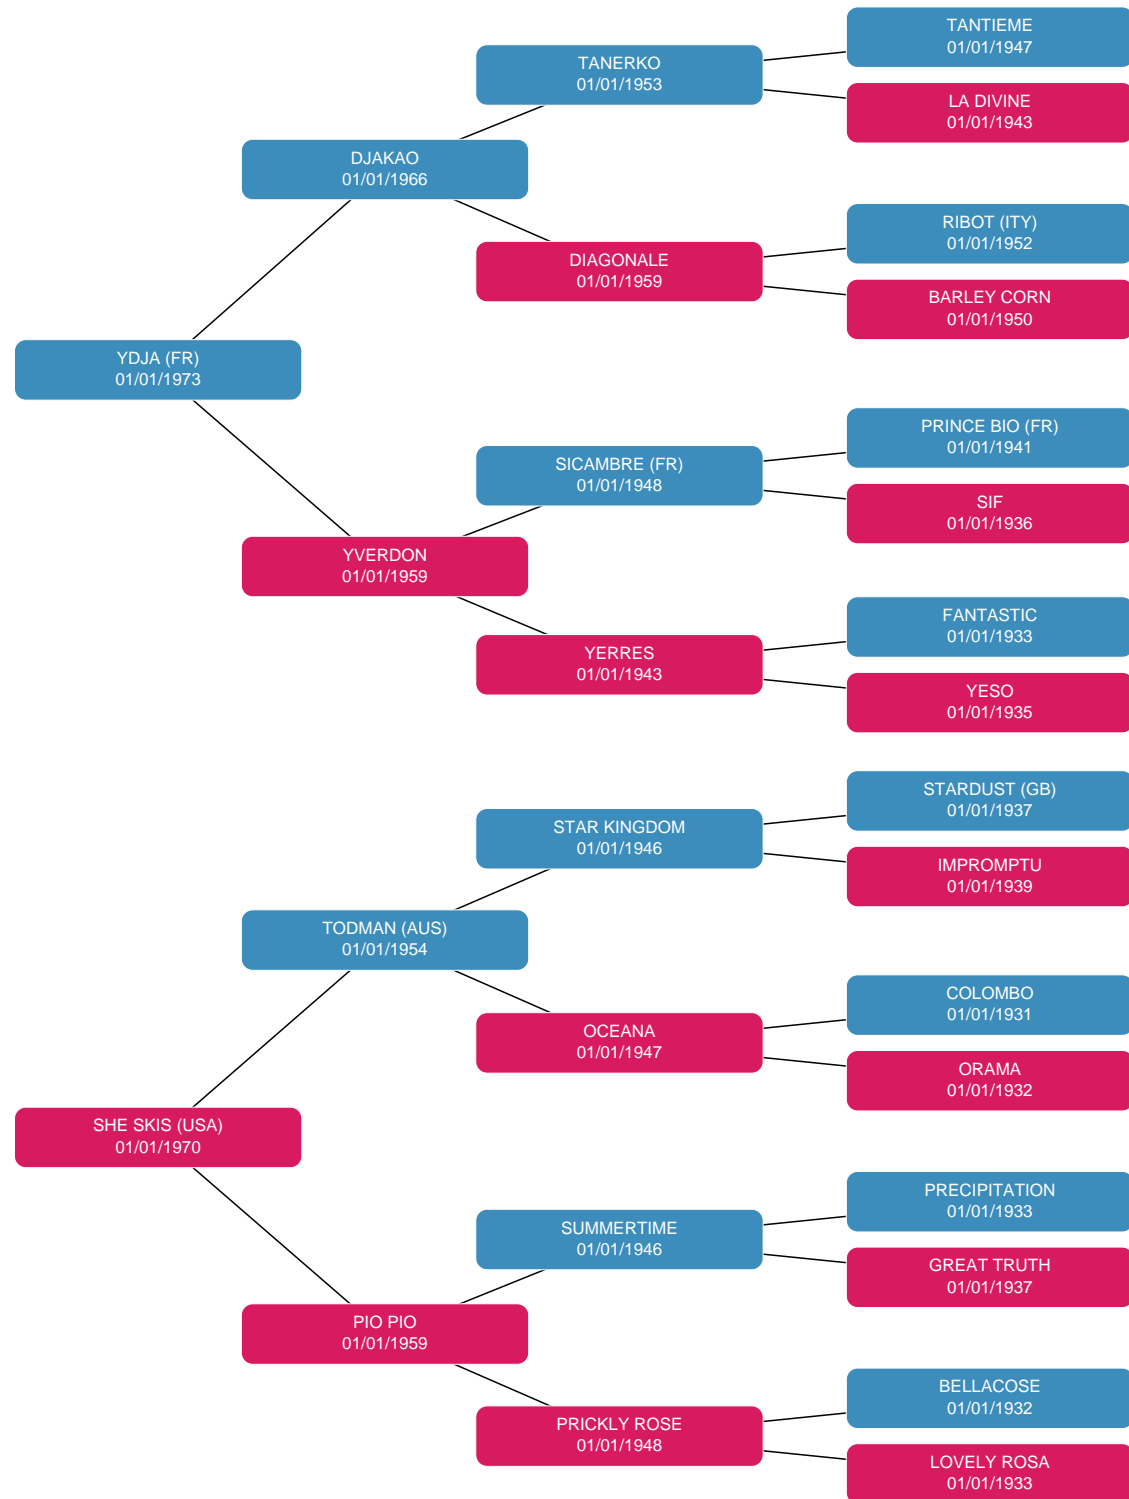 TANTIEME
01/01/1947
TANERKO
01/01/1953
LA DIVINE
01/01/1943
DJAKAO
01/01/1966
RIBOT (ITY)
01/01/1952
DIAGONALE
01/01/1959
BARLEY CORN
01/01/1950
YDJA (FR)
01/01/1973
PRINCE BIO (FR)
01/01/1941
SICAMBRE (FR)
01/01/1948
SIF
01/01/1936
YVERDON
01/01/1959
FANTASTIC
01/01/1933
YERRES
01/01/1943
YESO
01/01/1935
STARDUST (GB)
01/01/1937
STAR KINGDOM
01/01/1946
IMPROMPTU
01/01/1939
TODMAN (AUS)
01/01/1954
COLOMBO
01/01/1931
OCEANA
01/01/1947
ORAMA
01/01/1932
SHE SKIS (USA)
01/01/1970
PRECIPITATION
01/01/1933
SUMMERTIME
01/01/1946
GREAT TRUTH
01/01/1937
PIO PIO
01/01/1959
BELLACOSE
01/01/1932
PRICKLY ROSE
01/01/1948
LOVELY ROSA
01/01/1933